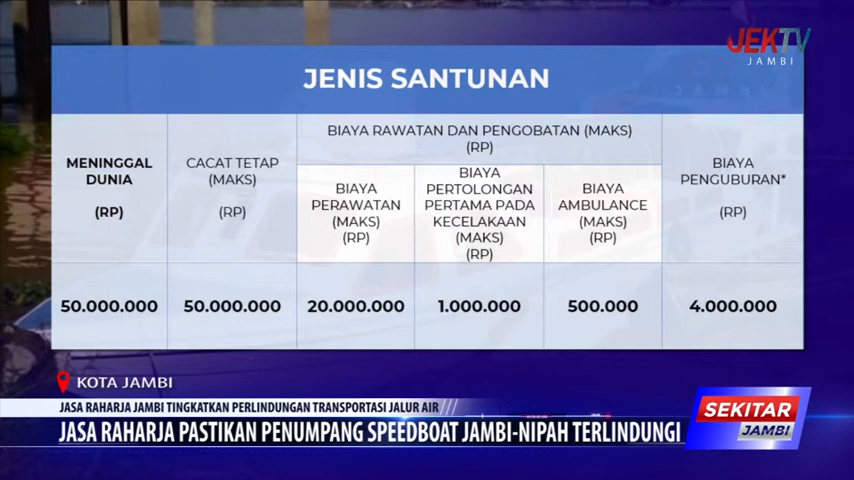 JEKTV
JAMBI
JENIS SANTUNAN
MENINGGAL
DUNIA
(RP)
CACAT TETAP
(MAKS)
(RP)
BIAYA RAWATAN DAN PENGOBATAN (MAKS)
(RP)
BIAYA
PERAWATAN
(MAKS)
(RP)
BIAYA
PERTOLONGAN
PERTAMA PADA
KECELAKAAN
(MAKS)
(RP)
BIAYA
AMBULANCE
(MAKS)
(RP)
BIAYA
PENGUBURAN*
(RP)
50.000.000
50.000.000
20.000.000
1.000.000
500.000
4.000.000
KOTA JAMBI
JASA RAHARJA JAMBI TINGKATKAN PERLINDUNGAN TRANSPORTASI JALUR AIR
JASA RAHARJA PASTIKAN PENUMPANG SPEEDBOAT JAMBI-NIPAH TERLINDUNGI
SEKITAR
JAMBI